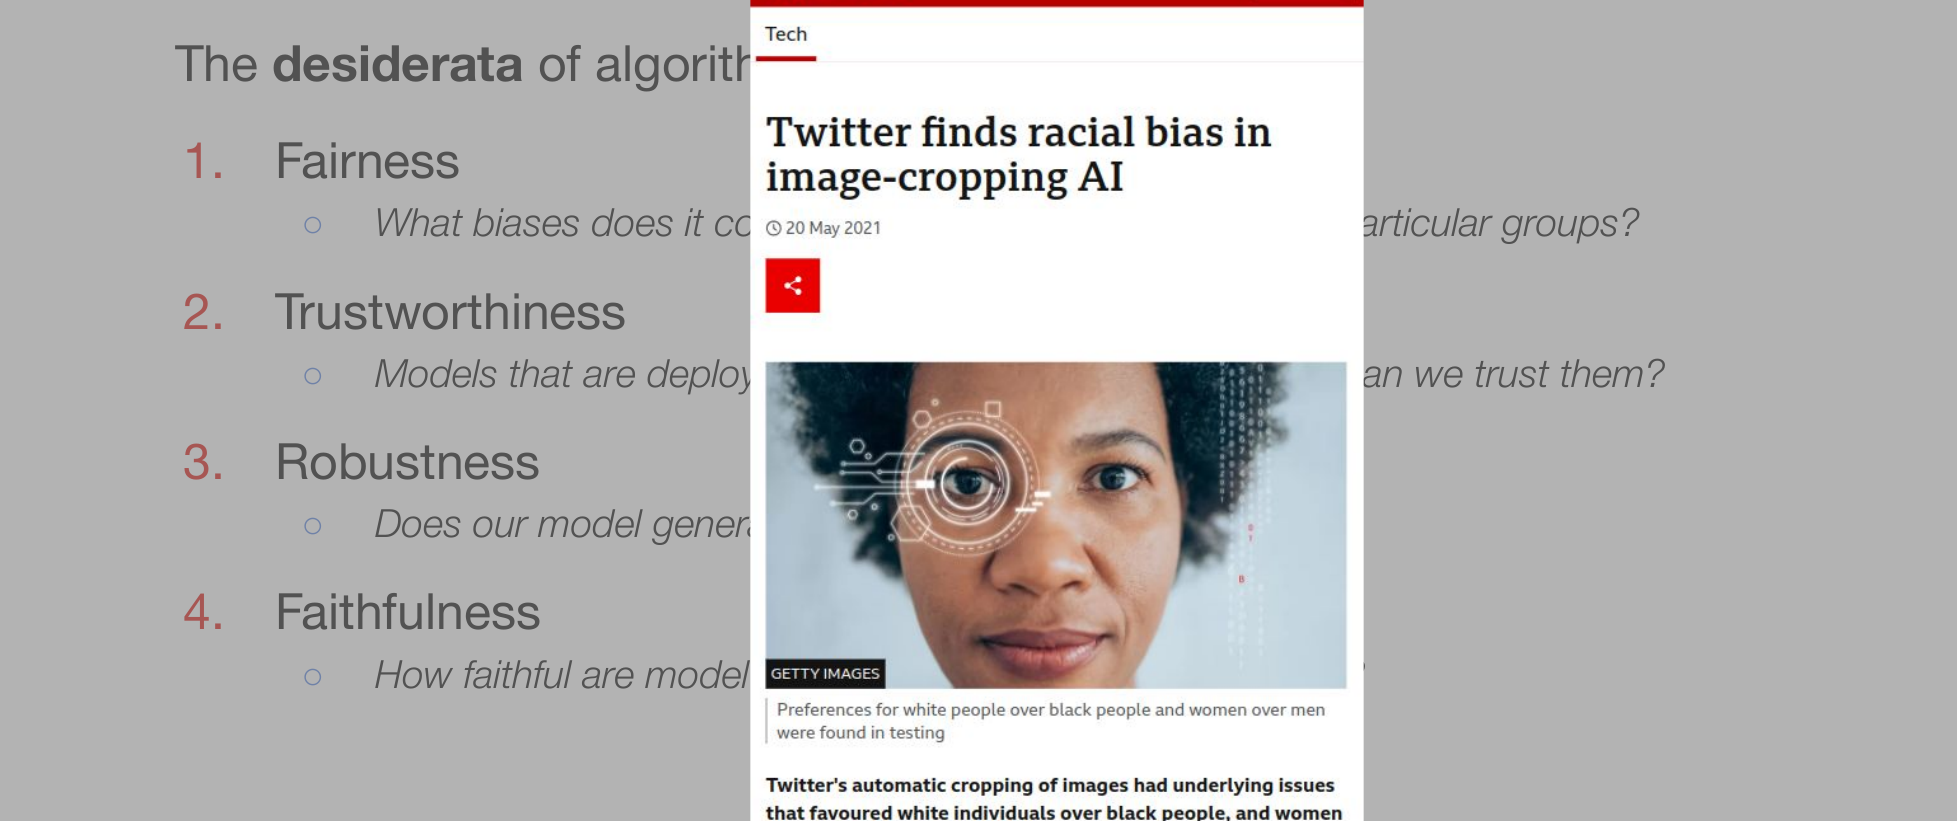 The desiderata of algorith
1. Fairness
○ What biases does it co
articular groups?
2. Trustworthiness
○ Models that are deploy
an we trust them?
3. Robustness
○ Does our model genera
4. Faithfulness
○ How faithful are model
Tech
Twitter finds racial bias in
image-cropping AI
20 May 2021
GETTY IMAGES
Preferences for white people over black people and women over men
were found in testing
Twitter's automatic cropping of images had underlying issues
that favoured white individuals over black people, and women